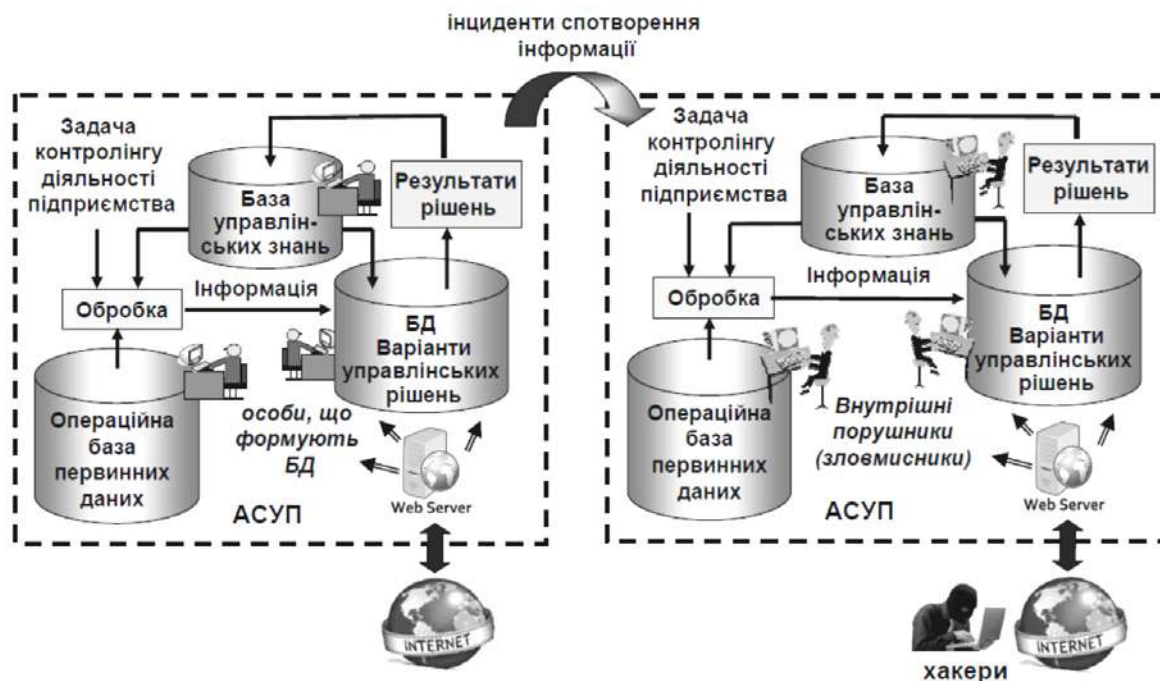 інциденти спотворення
інформації
Задача
контролінгу
діяльності
підприємства
База
управлін-
ських знань
Результати
рішень
Обробка
Інформація
БД
Варіанти
управлінських
рішень
Операційна
база
первинних
даних
особи, що
формують
БД
Web Server
АСУП
INTERNET
Задача
контролінгу
діяльності
підприємства
База
управлін-
ських знань
Результати
рішень
Обробка
Інформація
БД
Варіанти
управлінських
рішень
Операційна
база
первинних
даних
Внутрішні
порушники
(зловмисники)
Web Server
АСУП
INTERNET
хакери